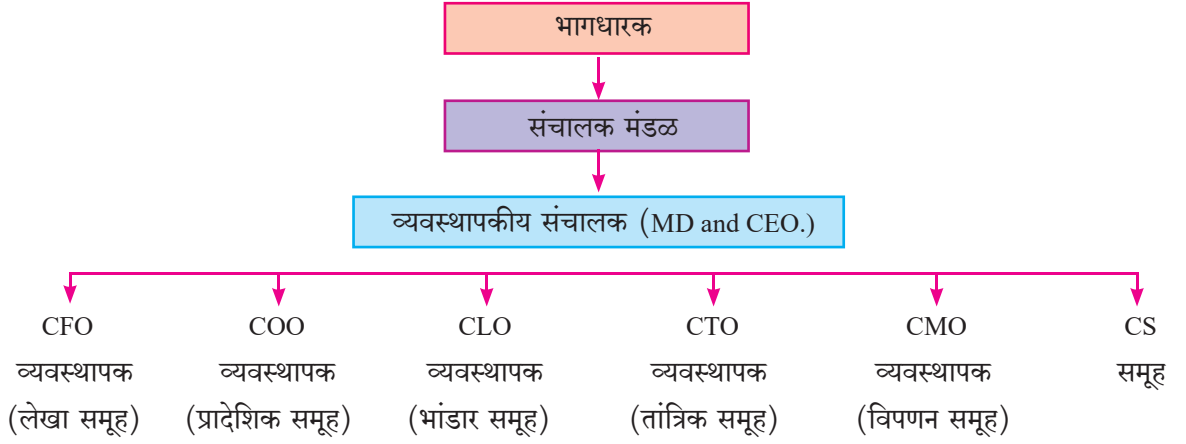 भागधारक
संचालक मंडळ
व्यवस्थापकीय संचालक (MD and CEO.)
CFO COO CLO CTO CMO CS
व्यवस्थापक व्यवस्थापक व्यवस्थापक व्यवस्थापक व्यवस्थापक समूह
(लेखा समूह) (प्रादेशिक समूह) (भांडार समूह) (तांत्रिक समूह) (विपणन समूह)